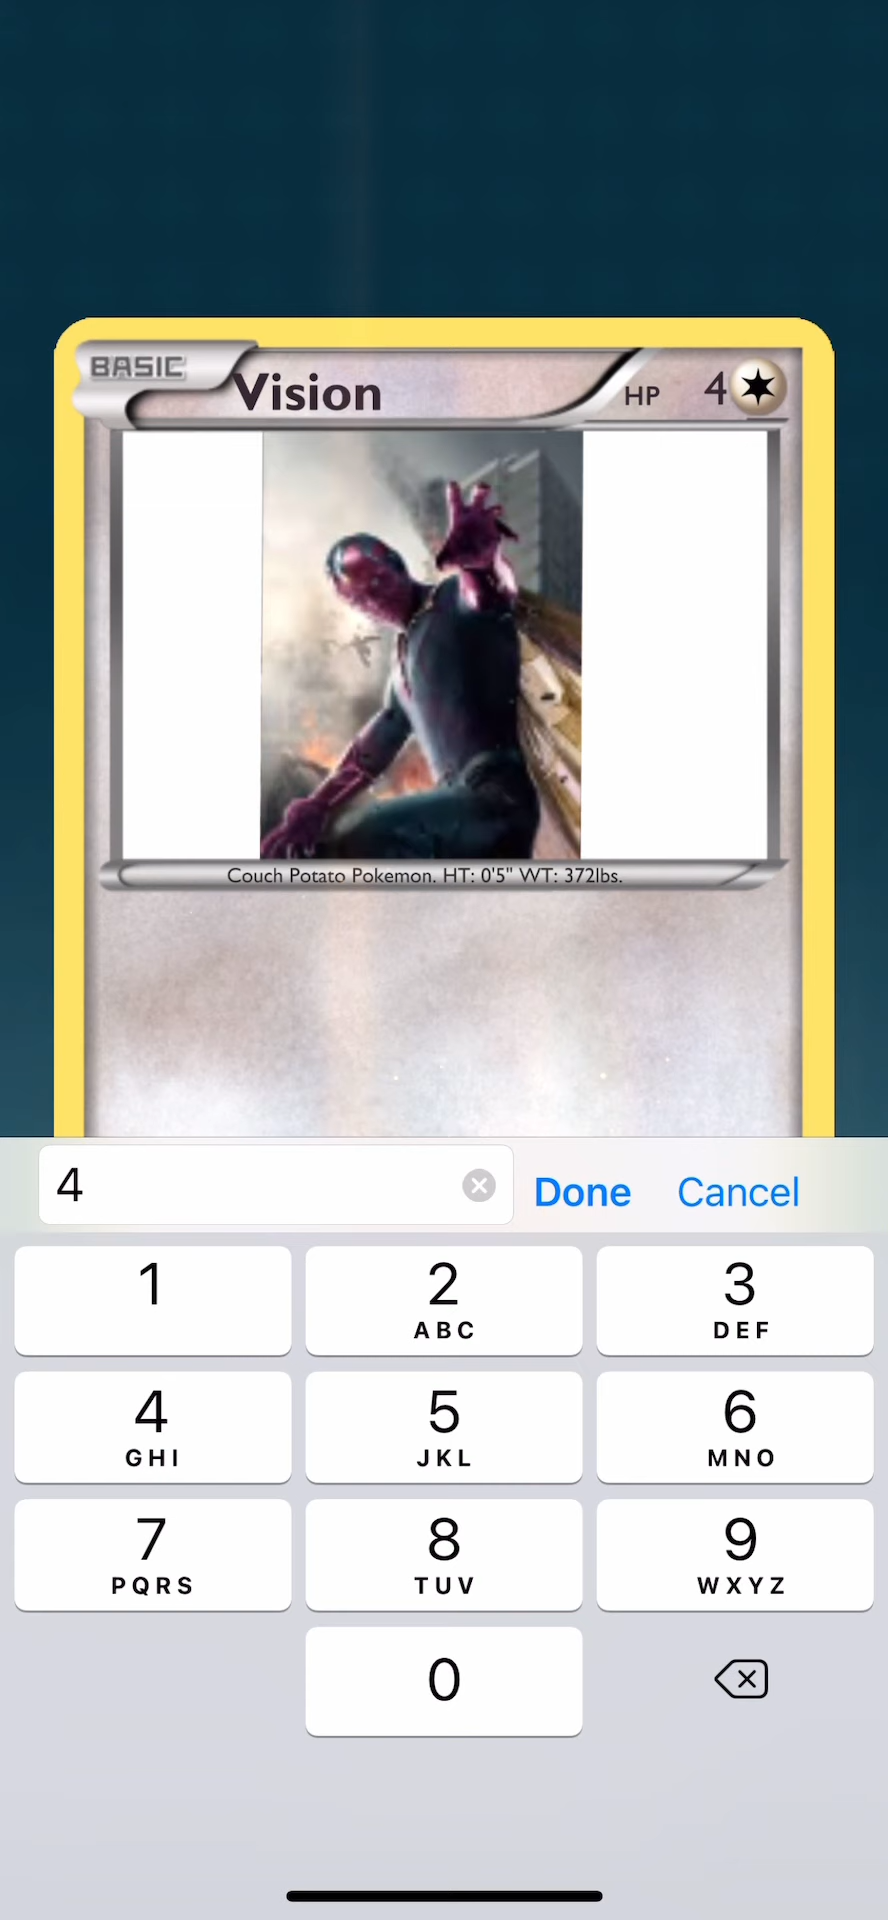 BASIC
Vision
HP 4
Couch Potato Pokemon. HT: 0'5" WT: 372lbs.
4
Done
Cancel
1
2
ABC
3
DEF
4
GHI
5
JKL
6
MNO
7
PQRS
8
TUV
9
WXYZ
0